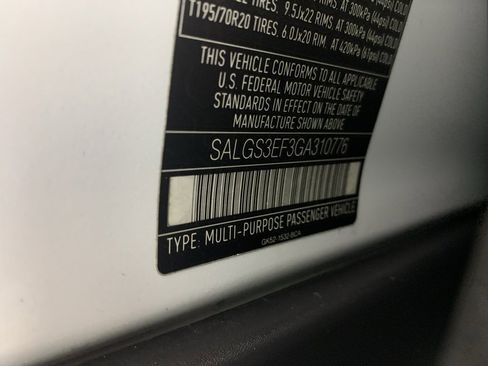 TIRES, 9.5Jx22 RIMS, AT 300kPa (44psi) COLD
T195/70R20 TIRES, 6.0Jx20 RIM, AT 420kPa (61psi) COLD
THIS VEHICLE CONFORMS TO ALL APPLICABLE
U.S. FEDERAL MOTOR VEHICLE SAFETY
STANDARDS IN EFFECT ON THE DATE OF
MANUFACTURE SHOWN ABOVE
SALGS3EF3GA310776
TYPE: MULTI-PURPOSE PASSENGER VEHICLE
GK52-1532-BCA